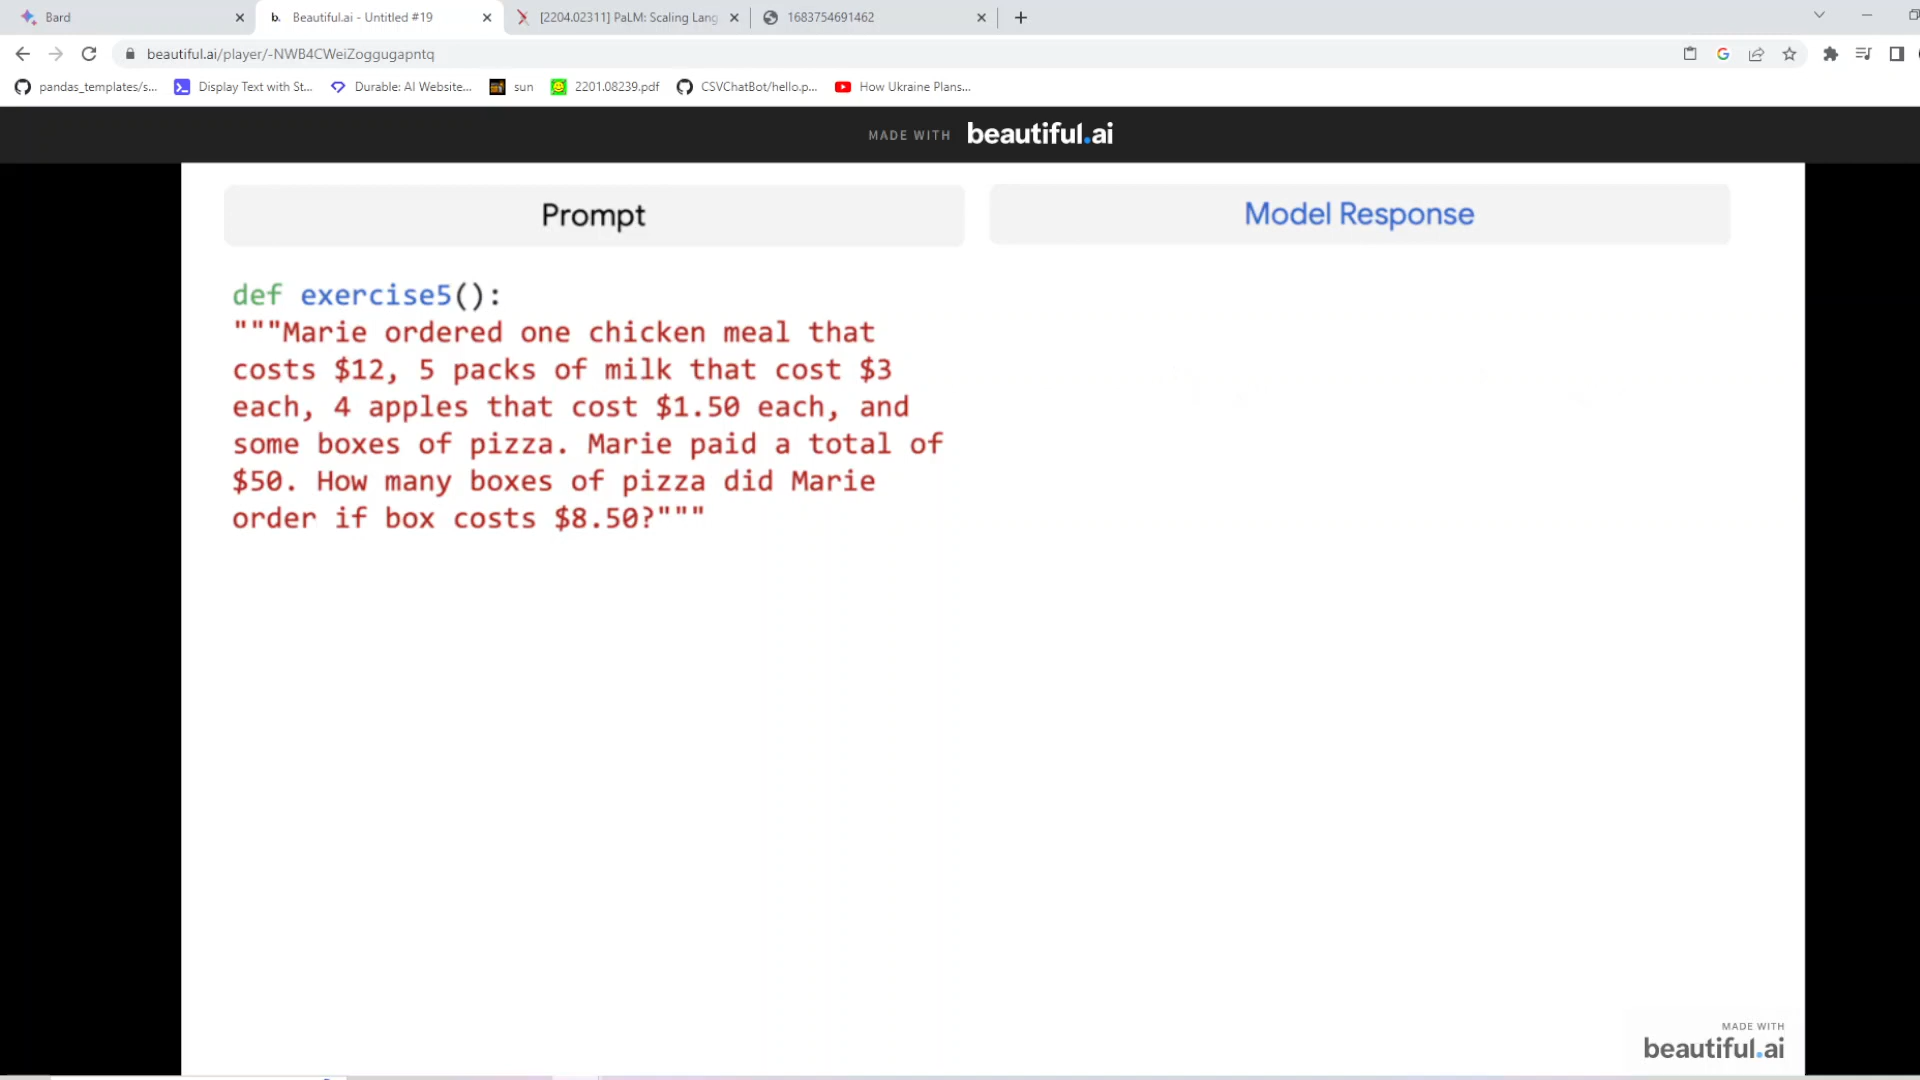 Bard
b. Beautiful.ai - Untitled #19
[2204.02311] PaLM: Scaling Lang
1683754691462
beautiful.ai/player/-NWB4CWeiZoggugapntq
pandas_templates/s...
Display Text with St...
Durable: AI Website...
sun
2201.08239.pdf
CSVChatBot/hello.p...
How Ukraine Plans...
MADE WITH beautiful.ai
Prompt
Model Response
def exercise5():
"""Marie ordered one chicken meal that
costs $12, 5 packs of milk that cost $3
each, 4 apples that cost $1.50 each, and
some boxes of pizza. Marie paid a total of
$50. How many boxes of pizza did Marie
order if box costs $8.50?"""
MADE WITH
beautiful.ai